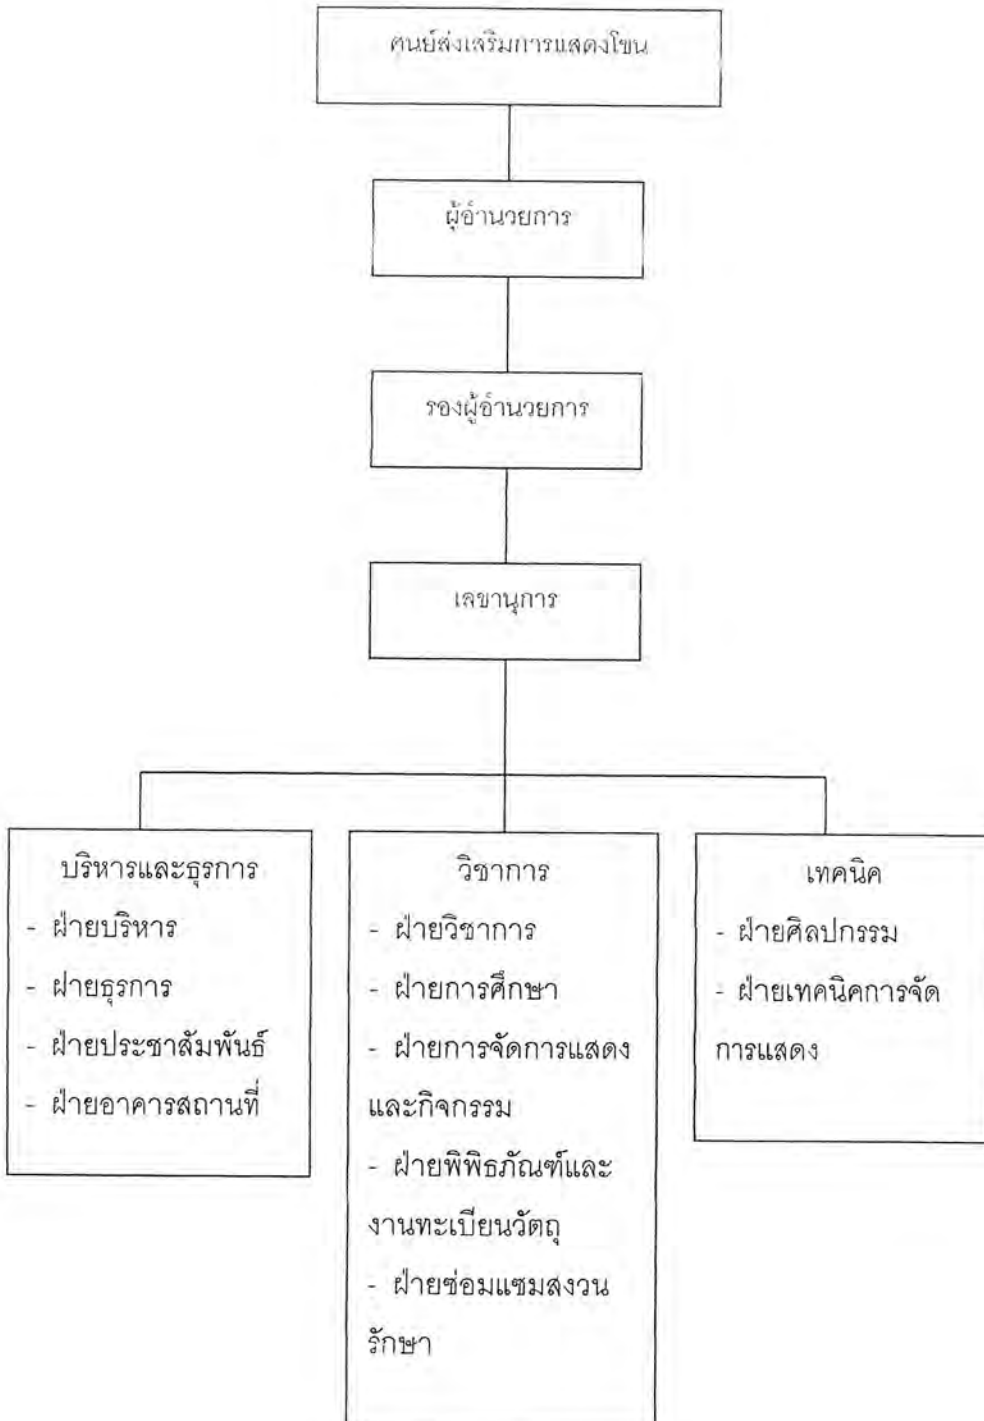 ศูนย์ส่งเสริมการแสดงโขน
ผู้อำนวยการ
รองผู้อำนวยการ
เลขานุการ
บริหารและธุรการ
- ฝ่ายบริหาร
- ฝ่ายธุรการ
- ฝ่ายประชาสัมพันธ์
- ฝ่ายอาคารสถานที่
วิชาการ
- ฝ่ายวิชาการ
- ฝ่ายการศึกษา
- ฝ่ายการจัดการแสดง
และกิจกรรม
- ฝ่ายพิพิธภัณฑ์และ
งานทะเบียนวัตถุ
- ฝ่ายซ่อมแซมสงวน
รักษา
เทคนิค
- ฝ่ายศิลปกรรม
- ฝ่ายเทคนิคการจัด
การแสดง